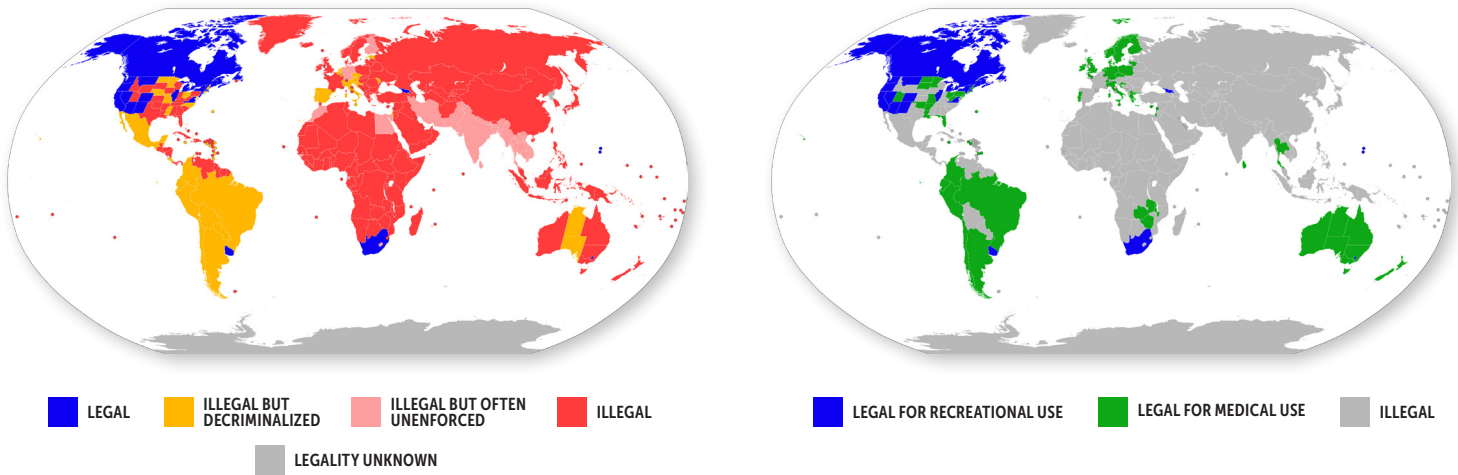 LEGAL
ILLEGAL BUT
DECRIMINALIZED
ILLEGAL BUT OFTEN
UNENFORCED
ILLEGAL
LEGALITY UNKNOWN
LEGAL FOR RECREATIONAL USE
LEGAL FOR MEDICAL USE
ILLEGAL